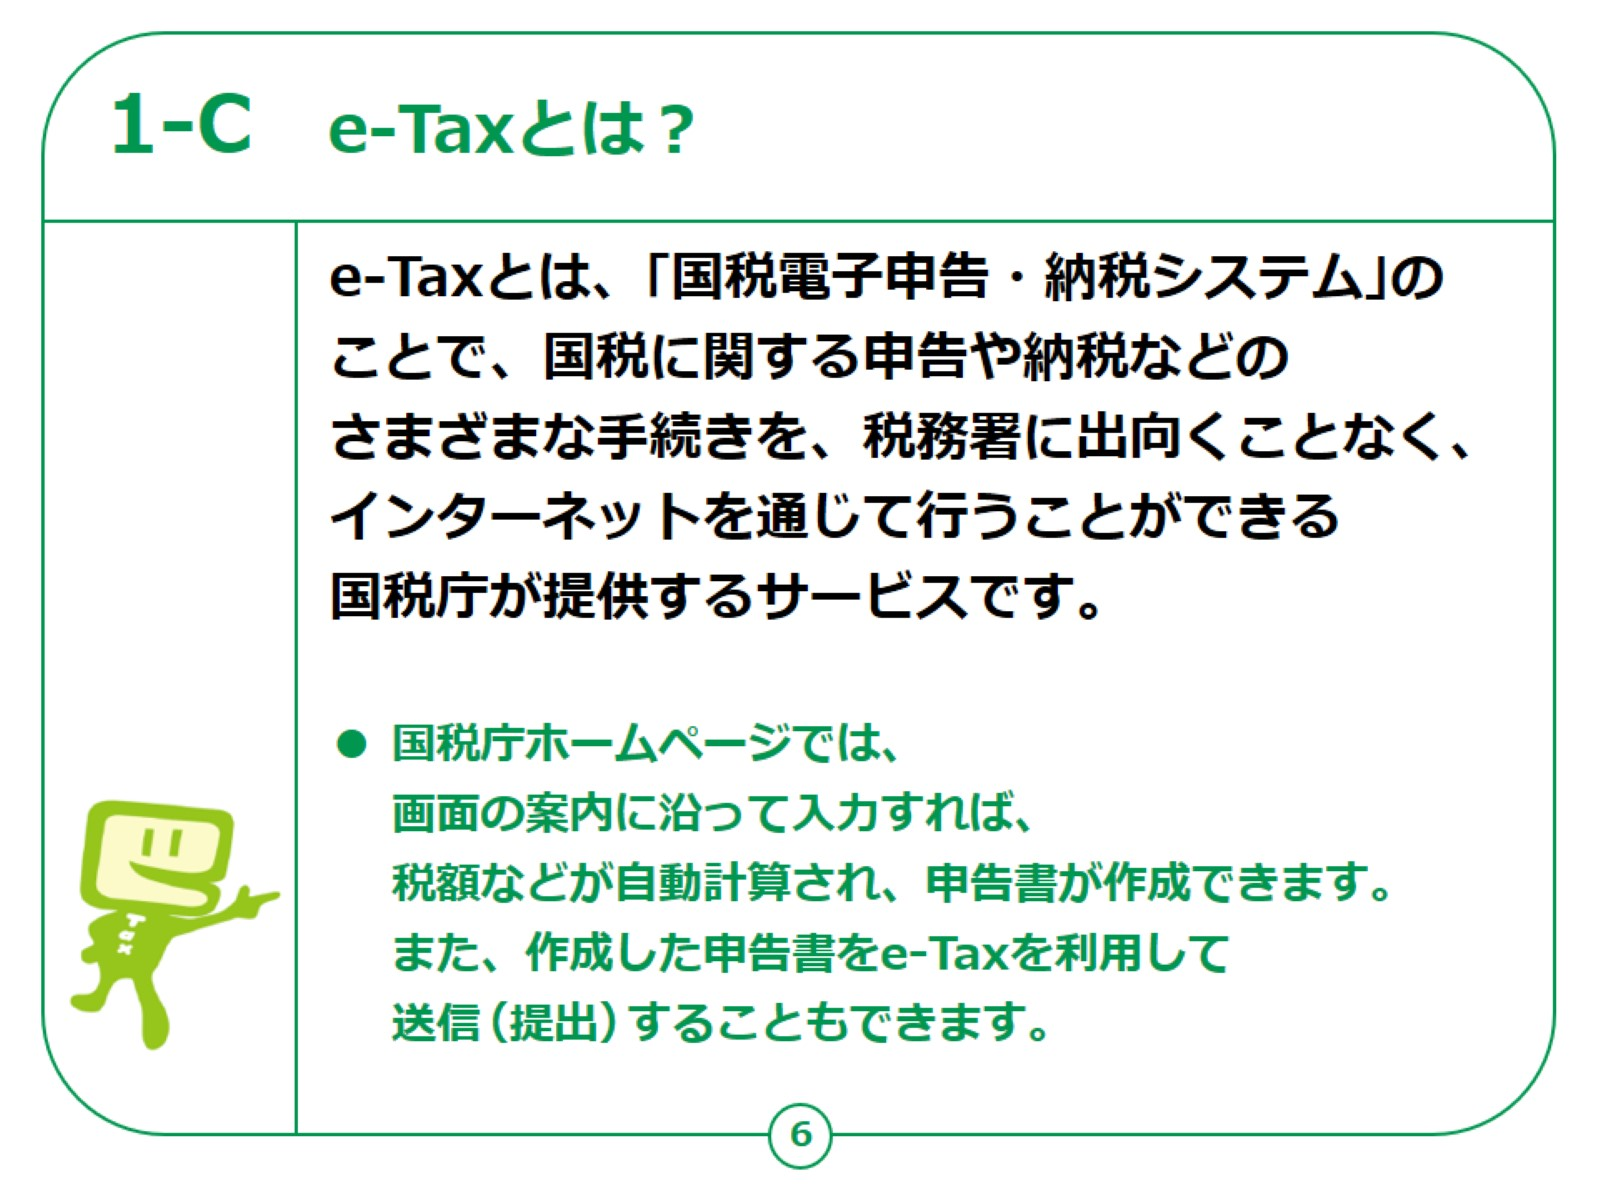 1-C e-Taxとは？
e-Taxとは、「国税電子申告・納税システム」の
ことで、国税に関する申告や納税などの
さまざまな手続きを、税務署に出向くことなく、
インターネットを通じて行うことができる
国税庁が提供するサービスです。
● 国税庁ホームページでは、
画面の案内に沿って入力すれば、
税額などが自動計算され、申告書が作成できます。
また、作成した申告書をe-Taxを利用して
送信（提出）することもできます。
Tax
6